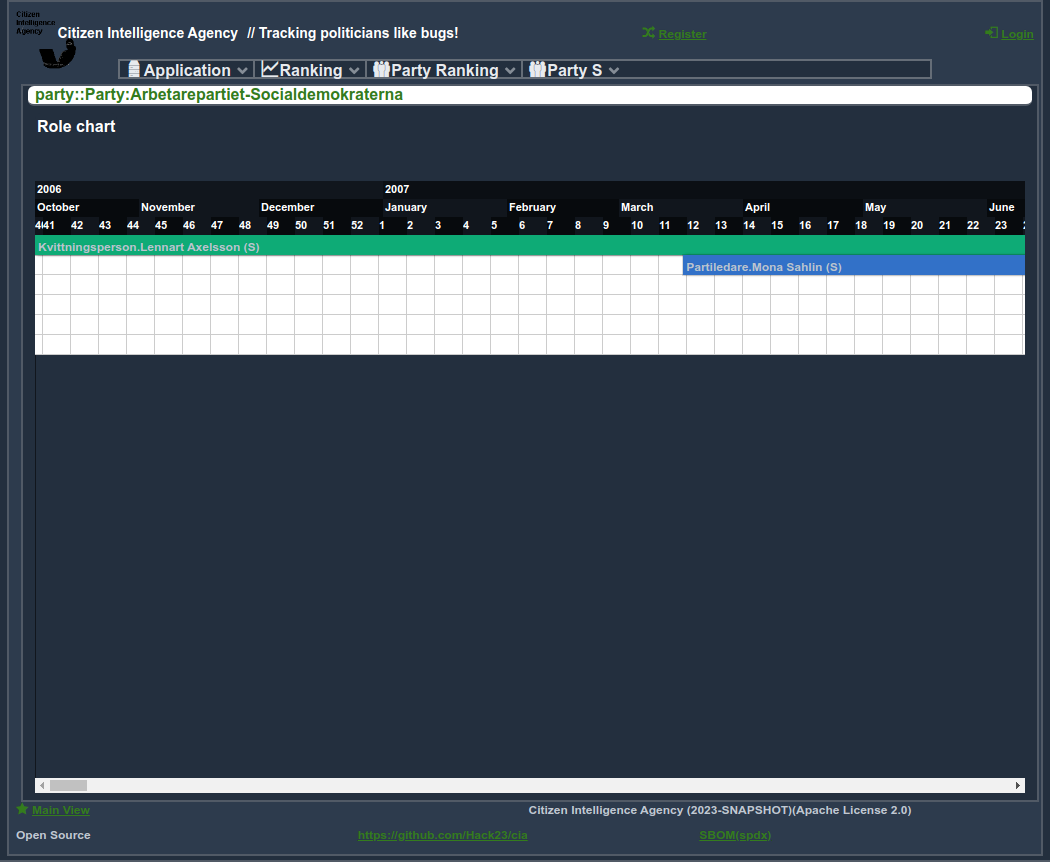 Citizen
Intelligence
Agency
Citizen Intelligence Agency // Tracking politicians like bugs!
Register
Login
Application
Ranking
Party Ranking
Party S
party::Party:Arbetarepartiet-Socialdemokraterna
Role chart
2006 2007
October November December January February March April May June
41 42 43 44 45 46 47 48 49 50 51 52 1 2 3 4 5 6 7 8 9 10 11 12 13 14 15 16 17 18 19 20 21 22 23
Kvittningsperson.Lennart Axelsson (S)
Partiledare.Mona Sahlin (S)
Main View
Citizen Intelligence Agency (2023-SNAPSHOT)(Apache License 2.0)
Open Source
https://github.com/Hack23/cia
SBOM(spdx)